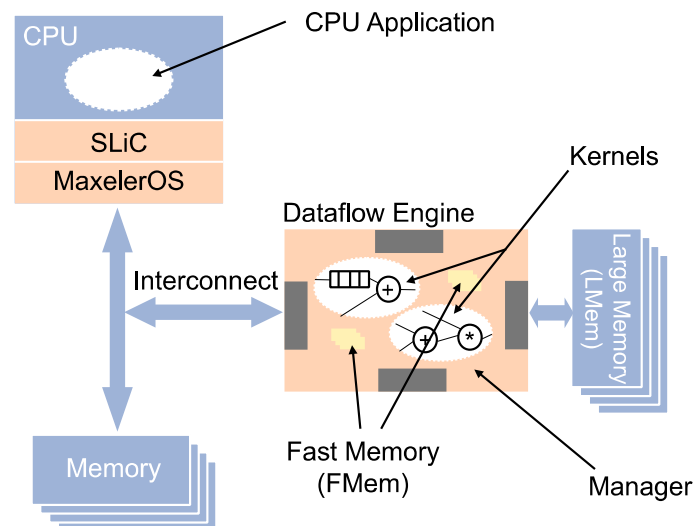 CPU
CPU Application
SLiC
MaxelerOS
Kernels
Dataflow Engine
Interconnect
+
+
*
Large Memory
(LMem)
Memory
Fast Memory
(FMem)
Manager